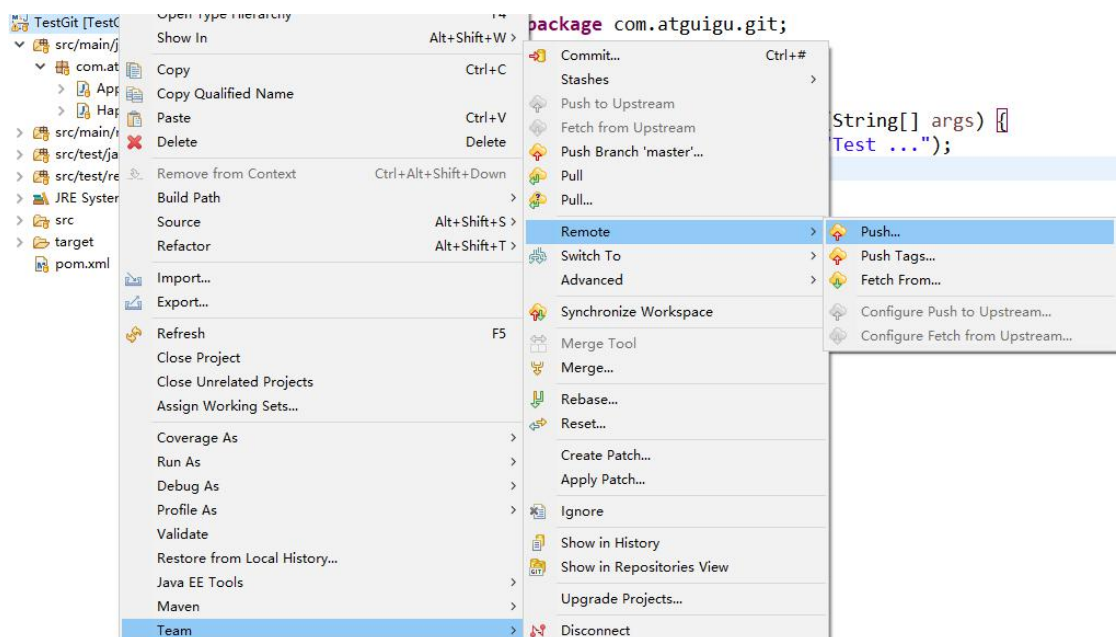 TestGit [Test
src/main/j
com.at
App
Hap
src/main/r
src/test/ja
src/test/re
JRE System
src
target
pom.xml
Open Type Hierarchy F4
Show In Alt+Shift+W >
Copy Ctrl+C
Copy Qualified Name
Paste Ctrl+V
Delete Delete
Remove from Context Ctrl+Alt+Shift+Down
Build Path >
Source Alt+Shift+S >
Refactor Alt+Shift+T >
Import...
Export...
Refresh F5
Close Project
Close Unrelated Projects
Assign Working Sets...
Coverage As >
Run As >
Debug As >
Profile As >
Validate
Restore from Local History...
Java EE Tools >
Maven >
Team >
package com.atguigu.git;
String[] args) {
"Test ...");
Commit... Ctrl+#
Stashes >
Push to Upstream
Fetch from Upstream
Push Branch 'master'...
Pull
Pull...
Remote >
Switch To >
Advanced >
Synchronize Workspace
Merge Tool
Merge...
Rebase...
Reset...
Create Patch...
Apply Patch...
Ignore
Show in History
Show in Repositories View
Upgrade Projects...
Disconnect
Push...
Push Tags...
Fetch From...
Configure Push to Upstream...
Configure Fetch from Upstream...